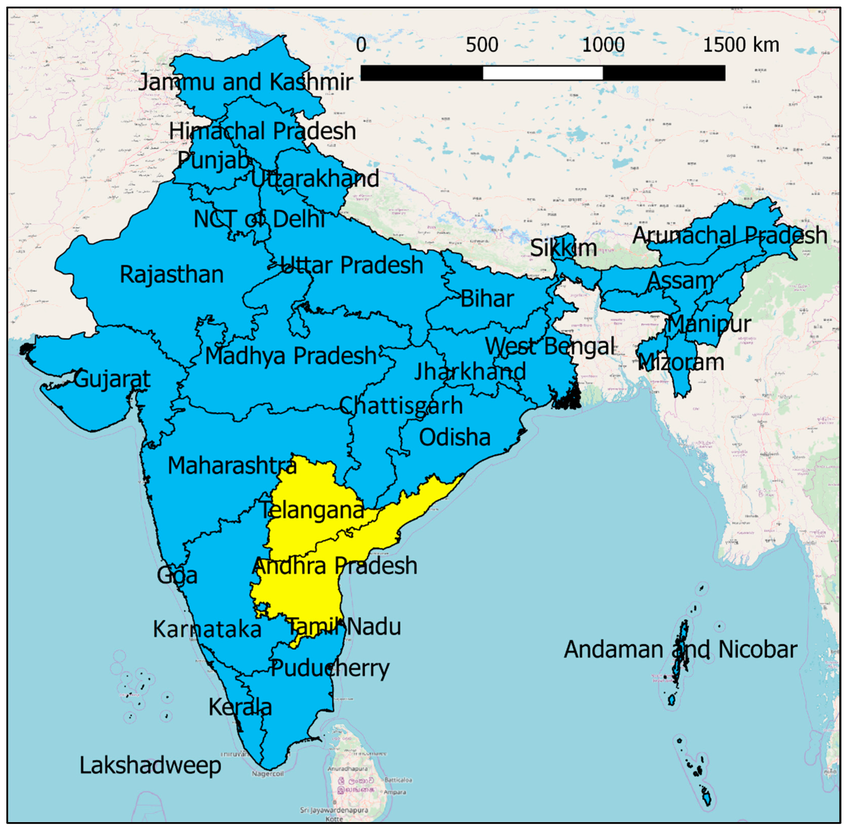 0 500 1000 1500 km
Jammu and Kashmir
Himachal Pradesh
Punjab
Uttarakhand
NCT of Delhi
Arunachal Pradesh
Sikkim
Rajasthan
Uttar Pradesh
Assam
Bihar
Manipur
Madhya Pradesh
West Bengal
Mizoram
Gujarat
Jharkhand
Chattisgarh
Odisha
Maharashtra
Telangana
Andhra Pradesh
Goa
Karnataka
Tamil Nadu
Andaman and Nicobar
Puducherry
Kerala
Lakshadweep
Nagercoil
Anuradhapura
Batticaloa
Ampara
Sri Jayawardenapura
Kotte